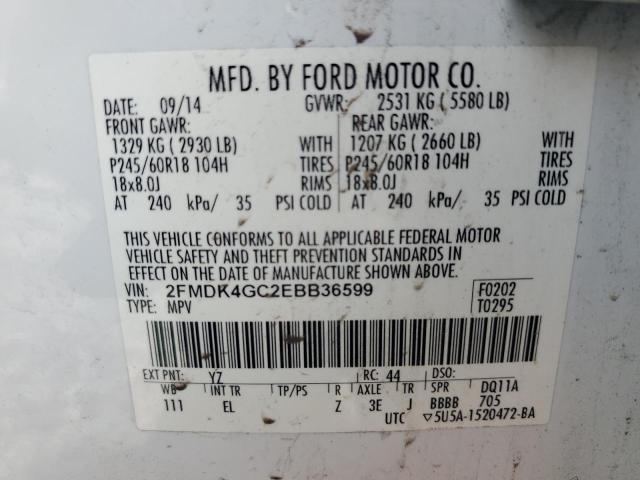 MFD. BY FORD MOTOR CO.
DATE: 09/14 GVWR: 2531 KG ( 5580 LB)
FRONT GAWR: REAR GAWR:
1329 KG ( 2930 LB) WITH 1207 KG ( 2660 LB) WITH
P245/60R18 104H TIRES P245/60R18 104H TIRES
18x8.0J RIMS 18x8.0J RIMS
AT 240 kPa/ 35 PSI COLD AT 240 kPa/ 35 PSI COLD
THIS VEHICLE CONFORMS TO ALL APPLICABLE FEDERAL MOTOR
VEHICLE SAFETY AND THEFT PREVENTION STANDARDS IN
EFFECT ON THE DATE OF MANUFACTURE SHOWN ABOVE.
VIN: 2FMDK4GC2EBB36599 F0202
TYPE: MPV T0295
EXT PNT: YZ RC: 44 DSO:
WB INT TR TP/PS R AXLE TR SPR DQ11A
111 EL Z 3E J BBBB 705
UTC ▽5U5A-1520472-BA